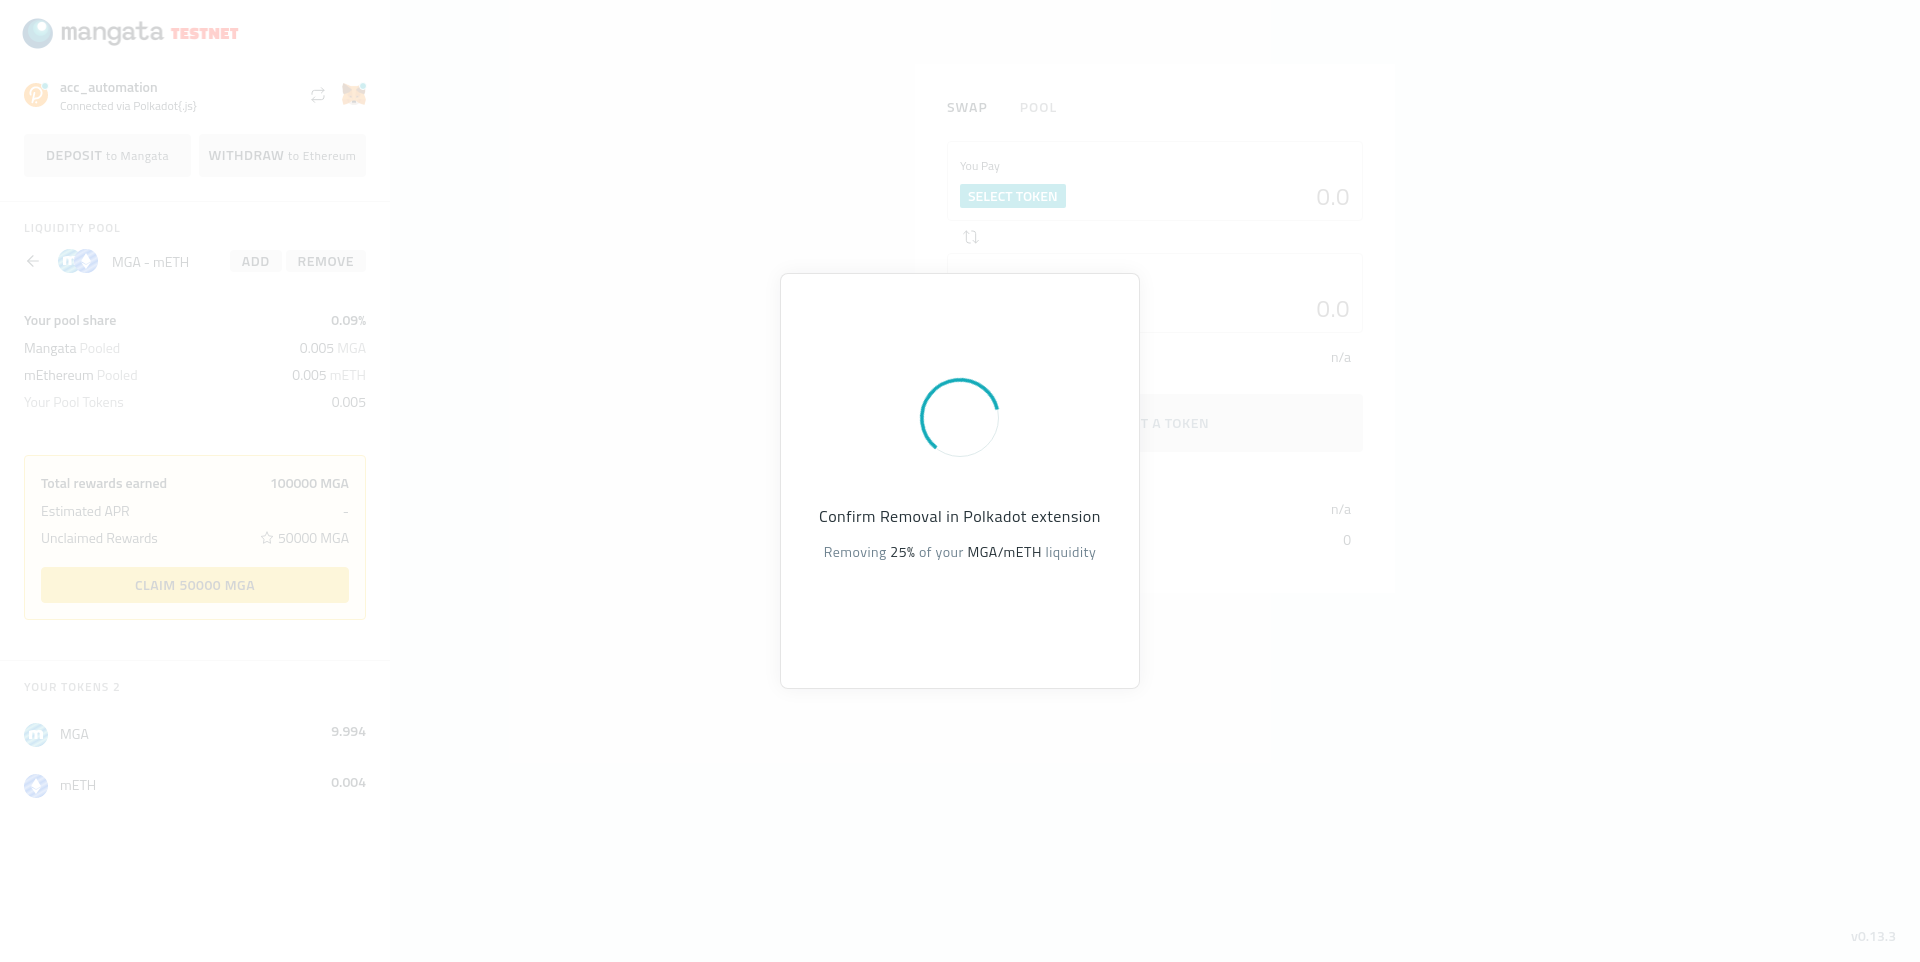 mangata TESTNET
acc_automation
Connected via Polkadot{.js}
DEPOSIT to Mangata
WITHDRAW to Ethereum
LIQUIDITY POOL
MGA - mETH
ADD
REMOVE
Your pool share 0.09%
Mangata Pooled 0.005 MGA
mEthereum Pooled 0.005 mETH
Your Pool Tokens 0.005
Total rewards earned 100000 MGA
Estimated APR -
Unclaimed Rewards 50000 MGA
CLAIM 50000 MGA
YOUR TOKENS 2
MGA 9.994
mETH 0.004
SWAP POOL
You Pay
SELECT TOKEN 0.0
0.0
n/a
T A TOKEN
n/a
0
Confirm Removal in Polkadot extension
Removing 25% of your MGA/mETH liquidity
v0.13.3